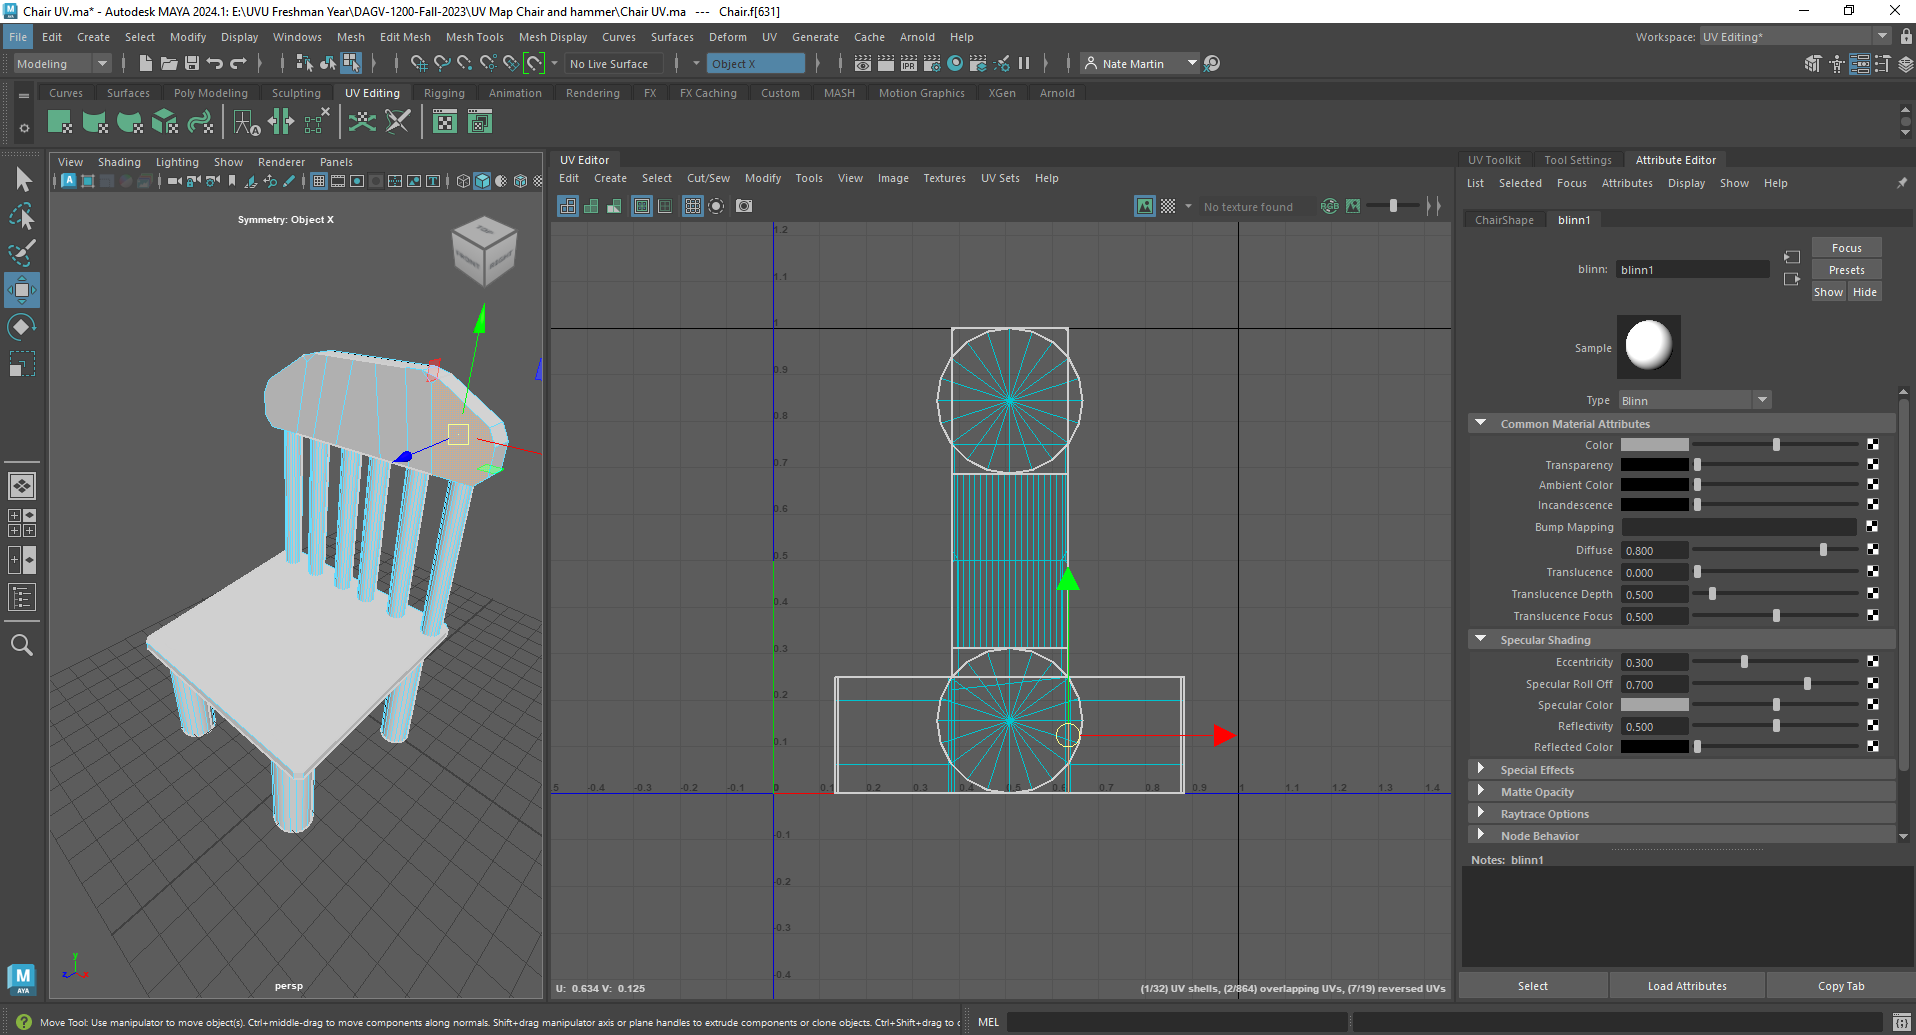 Chair UV.ma* - Autodesk MAYA 2024.1: E:\UVU Freshman Year\DAGV-1200-Fall-2023\UV Map Chair and hammer\Chair UV.ma --- Chair.f[631]
File Edit Create Select Modify Display Windows Mesh Edit Mesh Mesh Tools Mesh Display Curves Surfaces Deform UV Generate Cache Arnold Help Workspace: UV Editing*
Modeling No Live Surface Object X IPR Nate Martin
Curves Surfaces Poly Modeling Sculpting UV Editing Rigging Animation Rendering FX FX Caching Custom MASH Motion Graphics XGen Arnold
View Shading Lighting Show Renderer Panels
Symmetry: Object X
TOP
FRONT RIGHT
persp
UV Editor
Edit Create Select Cut/Sew Modify Tools View Image Textures UV Sets Help
No texture found
RGB
1.2
1.1
1
0.9
0.8
0.7
0.6
0.5
0.4
0.3
0.2
0.1
5 -0.4 -0.3 -0.2 -0.1 0 0.1 0.2 0.3 0.4 0.5 0.6 0.7 0.8 0.9 1 1.1 1.2 1.3 1.4
-0.1
-0.2
-0.3
-0.4
U: 0.634 V: 0.125
(1/32) UV shells, (2/864) overlapping UVs, (7/19) reversed UVs
UV Toolkit Tool Settings Attribute Editor
List Selected Focus Attributes Display Show Help
ChairShape blinn1
Focus
blinn: blinn1 Presets
Show Hide
Sample
Type Blinn
Common Material Attributes
Color
Transparency
Ambient Color
Incandescence
Bump Mapping
Diffuse 0.800
Translucence 0.000
Translucence Depth 0.500
Translucence Focus 0.500
Specular Shading
Eccentricity 0.300
Specular Roll Off 0.700
Specular Color
Reflectivity 0.500
Reflected Color
Special Effects
Matte Opacity
Raytrace Options
Node Behavior
Notes: blinn1
Select Load Attributes Copy Tab
M
AYA
y
z x
Move Tool: Use manipulator to move object(s). Ctrl+middle-drag to move components along normals. Shift+drag manipulator axis or plane handles to extrude components or clone objects. Ctrl+Shift+drag to c MEL